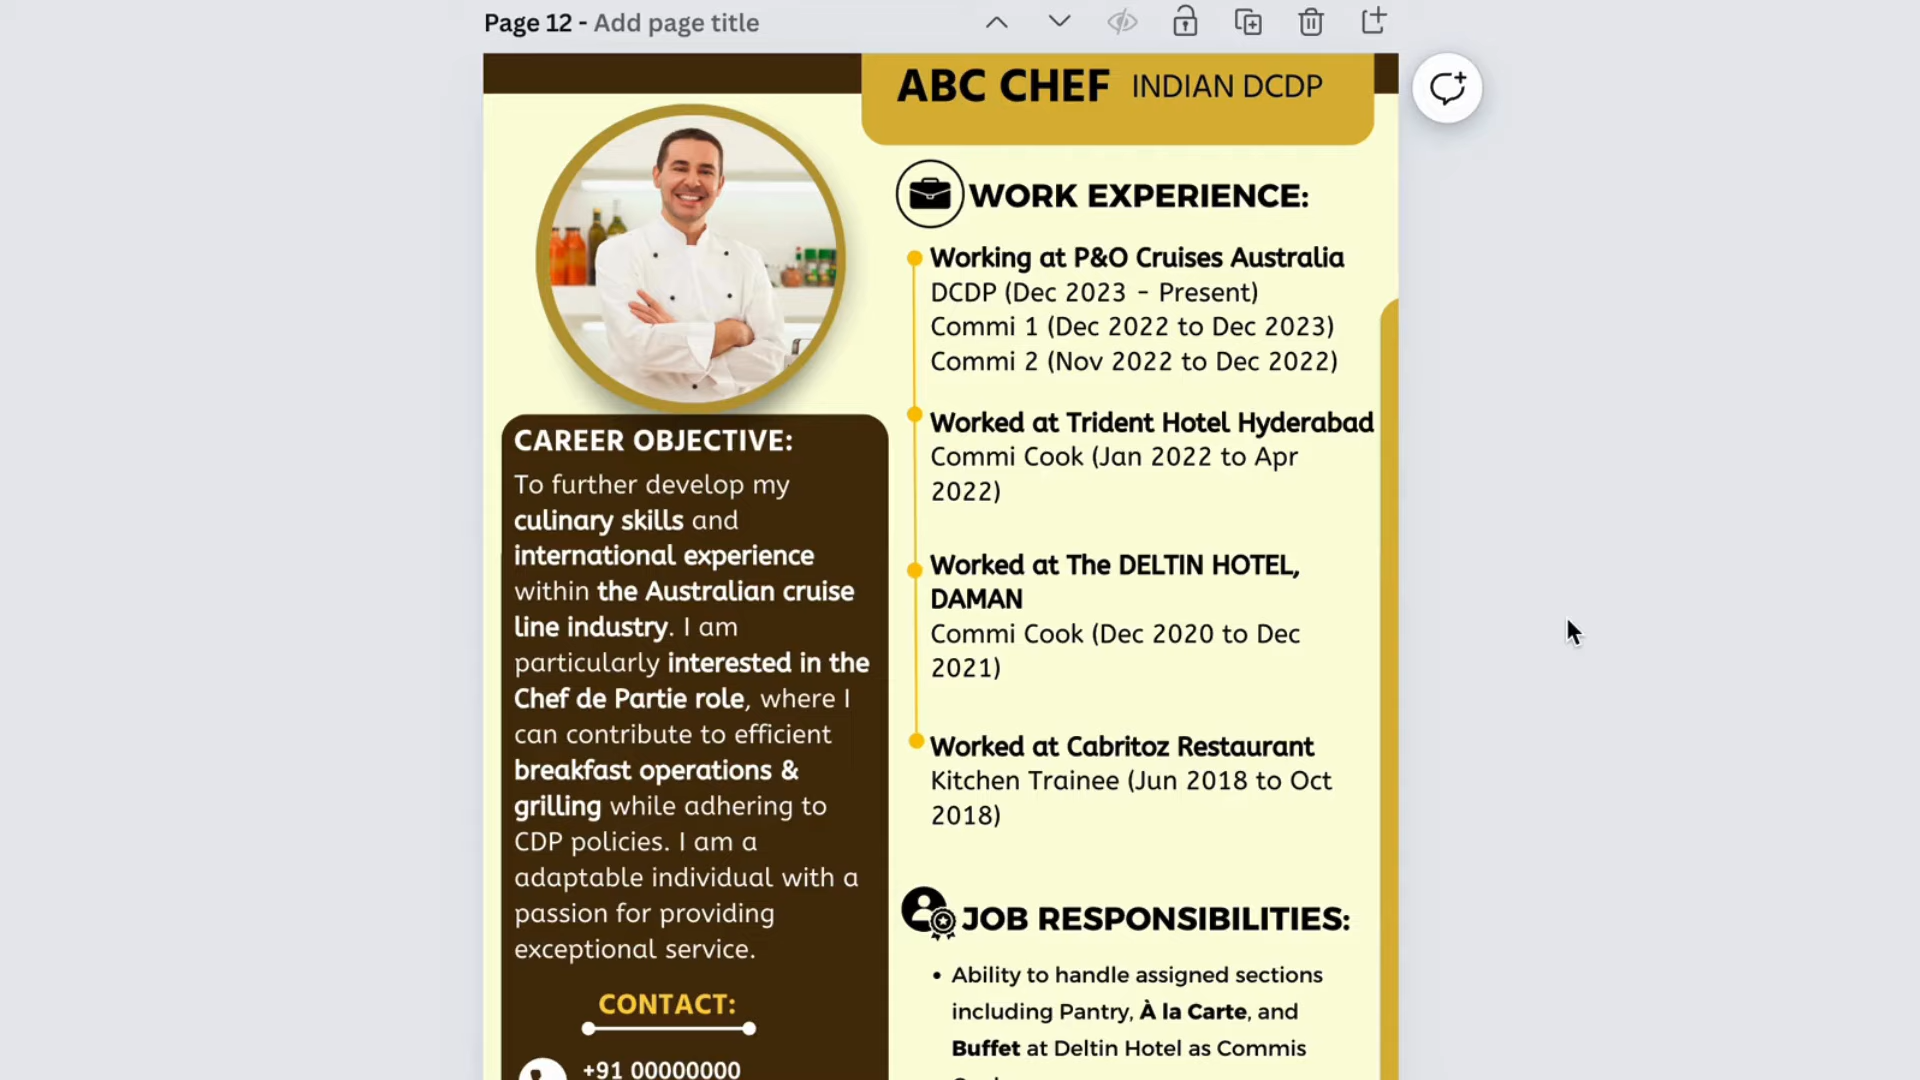 Page 12 - Add page title
ABC CHEF INDIAN DCDP
CAREER OBJECTIVE:
To further develop my
culinary skills and
international experience
within the Australian cruise
line industry. I am
particularly interested in the
Chef de Partie role, where I
can contribute to efficient
breakfast operations &
grilling while adhering to
CDP policies. I am a
adaptable individual with a
passion for providing
exceptional service.
CONTACT:
+91 00000000
WORK EXPERIENCE:
Working at P&O Cruises Australia
DCDP (Dec 2023 - Present)
Commi 1 (Dec 2022 to Dec 2023)
Commi 2 (Nov 2022 to Dec 2022)
Worked at Trident Hotel Hyderabad
Commi Cook (Jan 2022 to Apr
2022)
Worked at The DELTIN HOTEL,
DAMAN
Commi Cook (Dec 2020 to Dec
2021)
Worked at Cabritoz Restaurant
Kitchen Trainee (Jun 2018 to Oct
2018)
JOB RESPONSIBILITIES:
• Ability to handle assigned sections
including Pantry, À la Carte, and
Buffet at Deltin Hotel as Commis